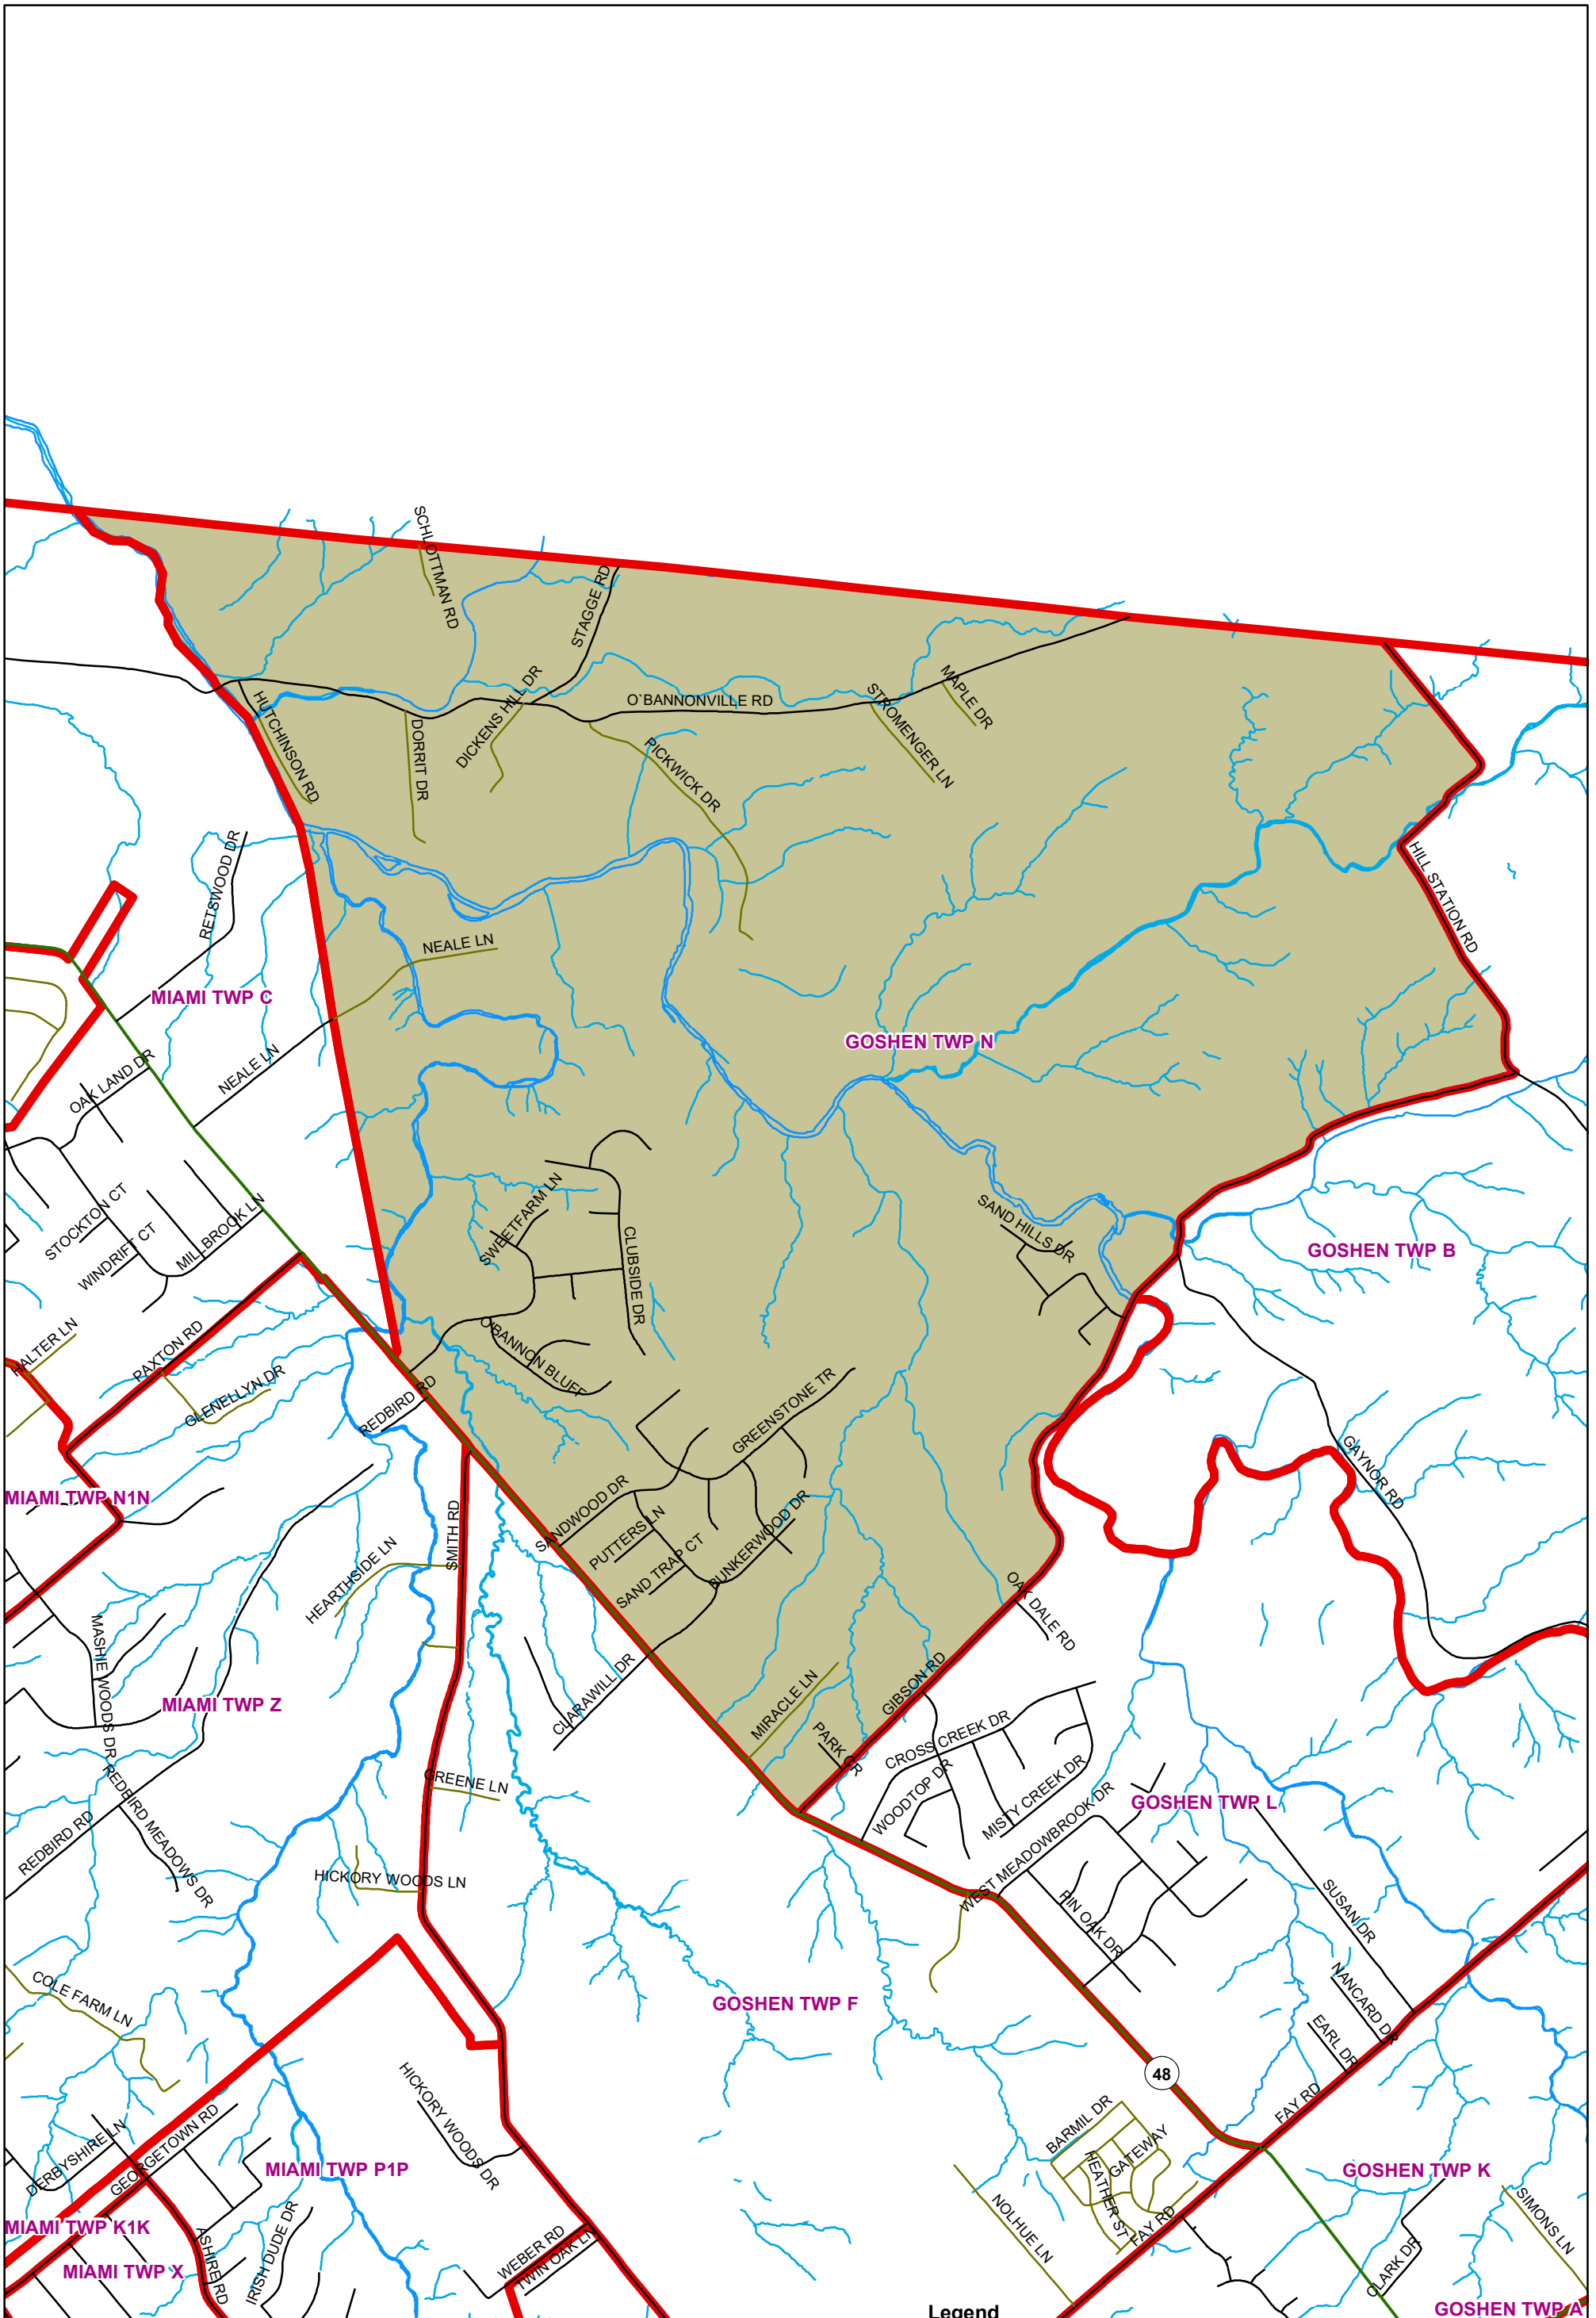 SCHLOTTMAN RD
STAGGE RD
HUTCHINSON RD
DORRIT DR
DICKENS HILL DR
O`BANNONVILLE RD
PICKWICK DR
STROMENGER LN
MAPLE DR
HILL STATION RD
RETSWOOD DR
NEALE LN
MIAMI TWP C
GOSHEN TWP N
OAK LAND DR
NEALE LN
STOCKTON CT
WINDRIFT CT
MILLBROOK LN
SWEETFARM LN
CLUBSIDE DR
SAND HILLS DR
GOSHEN TWP B
HALTER LN
PAXTON RD
GLENELLYN DR
REDBIRD RD
O'BANNON BLUFF
GREENSTONE TR
GAYNOR RD
MIAMI TWP N1N
SMITH RD
SANDWOOD DR
PUTTERS LN
SAND TRAP CT
BUNKERWOOD DR
HEARTHSIDE LN
OAK DALE RD
MASHIE WOODS DR
MIAMI TWP Z
CLARAWILL DR
MIRACLE LN
GIBSON RD
PARK CR
CROSS CREEK DR
WOODTOP DR
MISTY CREEK DR
GREENE LN
WEST MEADOWBROOK DR
GOSHEN TWP L
REDBIRD RD
REDBIRD MEADOWS DR
HICKORY WOODS LN
PIN OAK DR
SUSAN DR
NANCARD DR
EARL DR
COLE FARM LN
GOSHEN TWP F
48
FAY RD
HICKORY WOODS DR
BARMIL DR
GATEWAY
HEATHER ST
FAY RD
NOLHUE LN
DERBYSHIRE LN
GEORGETOWN RD
MIAMI TWP P1P
GOSHEN TWP K
SIMONS LN
MIAMI TWP K1K
MIAMI TWP X
ASHIRE RD
IRISH DUDE DR
WEBER RD
TWIN OAK LN
CLARK DR
Legend
GOSHEN TWP A